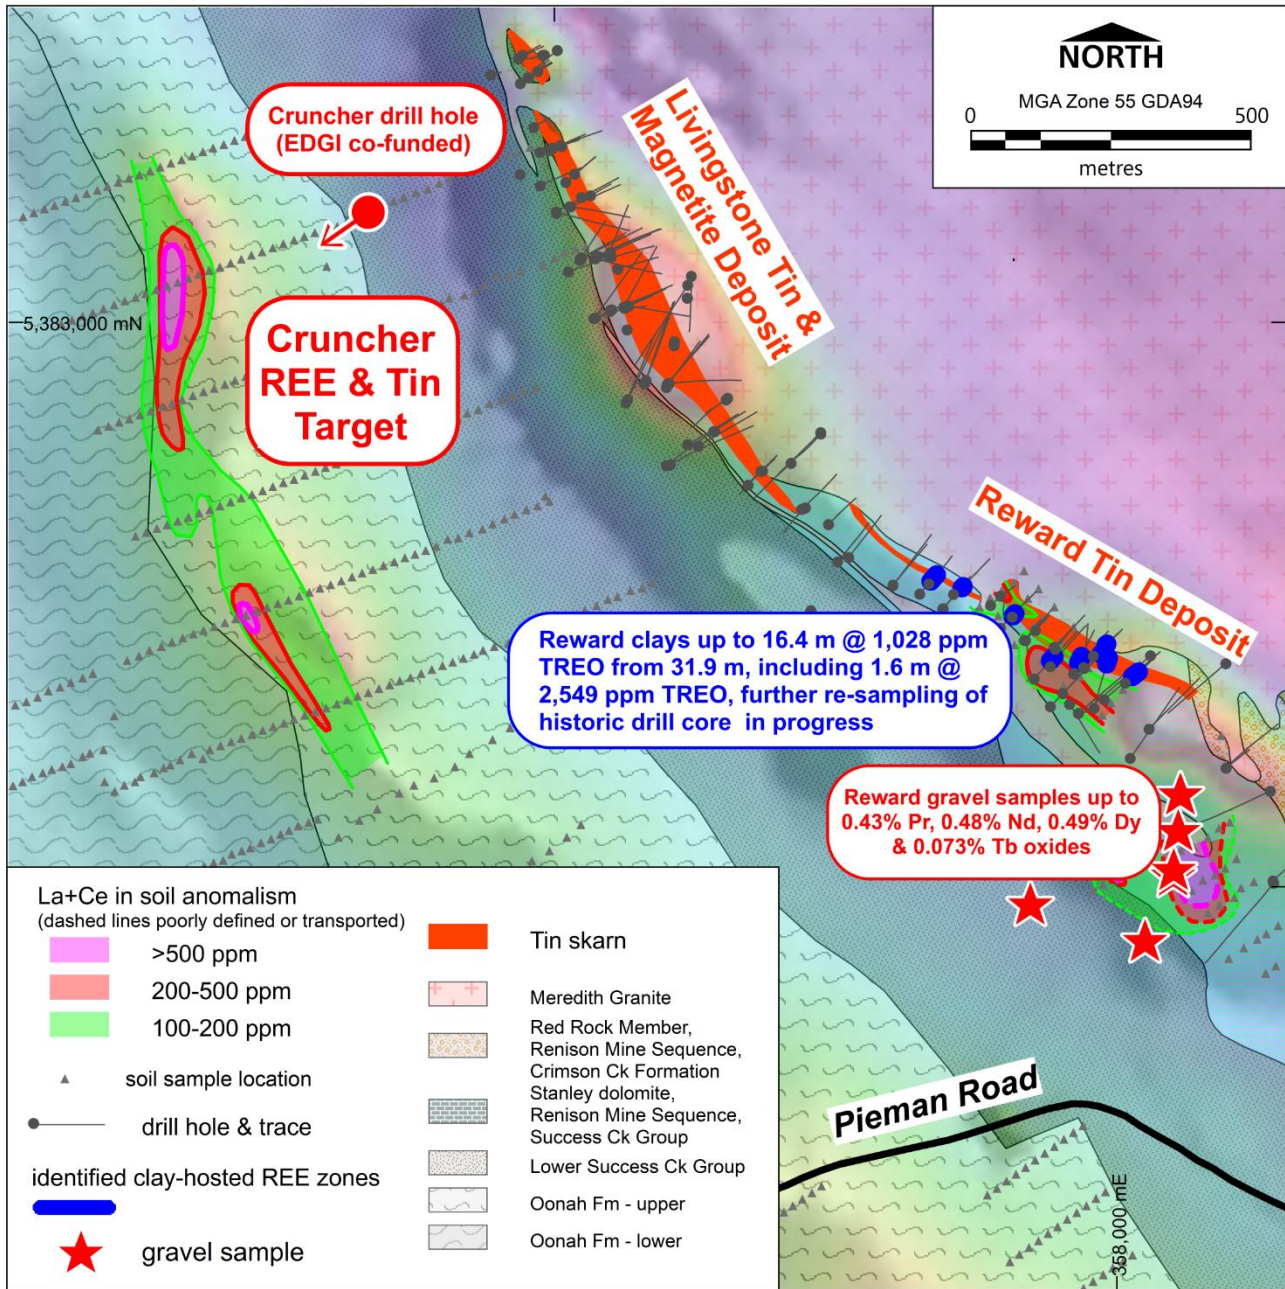 NORTH
MGA Zone 55 GDA94
0
500
metres
Cruncher drill hole
(EDGI co-funded)
Livingstone Tin &
Magnetite Deposit
5,383,000 mN
Cruncher
REE & Tin
Target
Reward Tin Deposit
Reward clays up to 16.4 m @ 1,028 ppm
TREO from 31.9 m, including 1.6 m @
2,549 ppm TREO, further re-sampling of
historic drill core in progress
Reward gravel samples up to
0.43% Pr, 0.48% Nd, 0.49% Dy
& 0.073% Tb oxides
Pieman Road
358,000 mE
La+Ce in soil anomalism
(dashed lines poorly defined or transported)
>500 ppm
200-500 ppm
100-200 ppm
soil sample location
drill hole & trace
identified clay-hosted REE zones
gravel sample
Tin skarn
Meredith Granite
Red Rock Member,
Renison Mine Sequence,
Crimson Ck Formation
Stanley dolomite,
Renison Mine Sequence,
Success Ck Group
Lower Success Ck Group
Oonah Fm - upper
Oonah Fm - lower